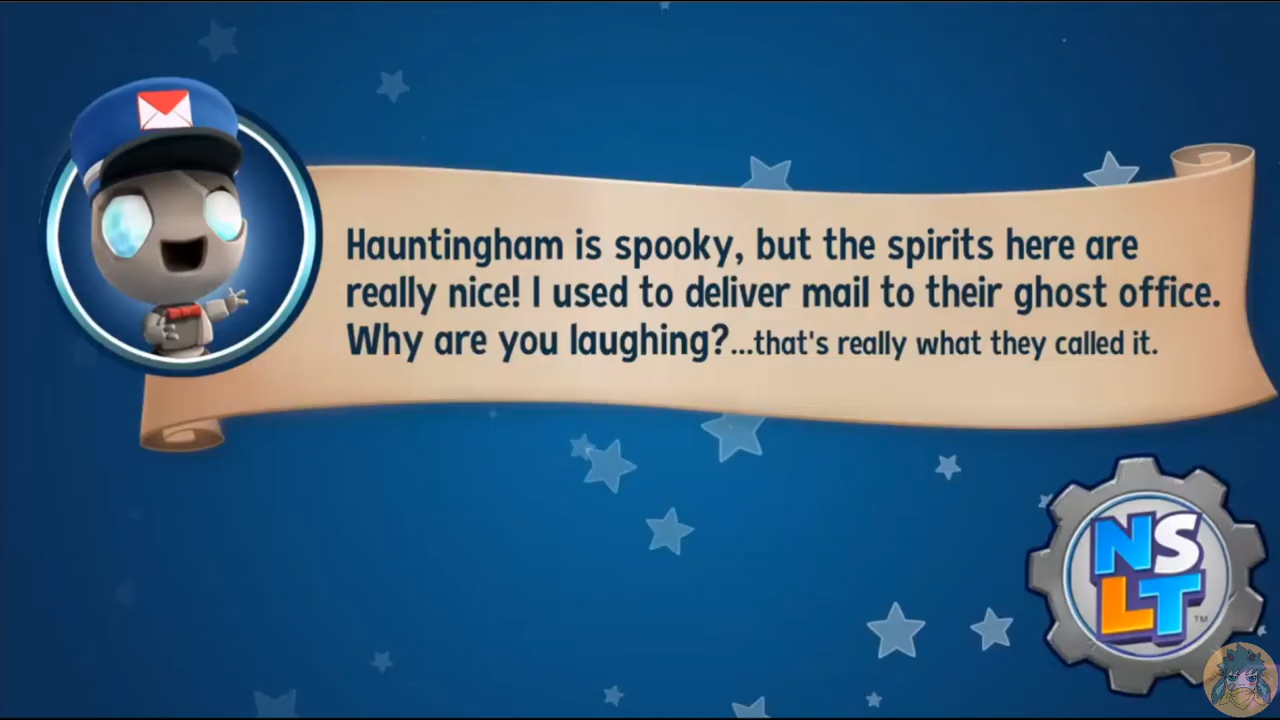 Hauntingham is spooky, but the spirits here are
really nice! I used to deliver mail to their ghost office.
Why are you laughing?...that's really what they called it.
NS
LT
TM